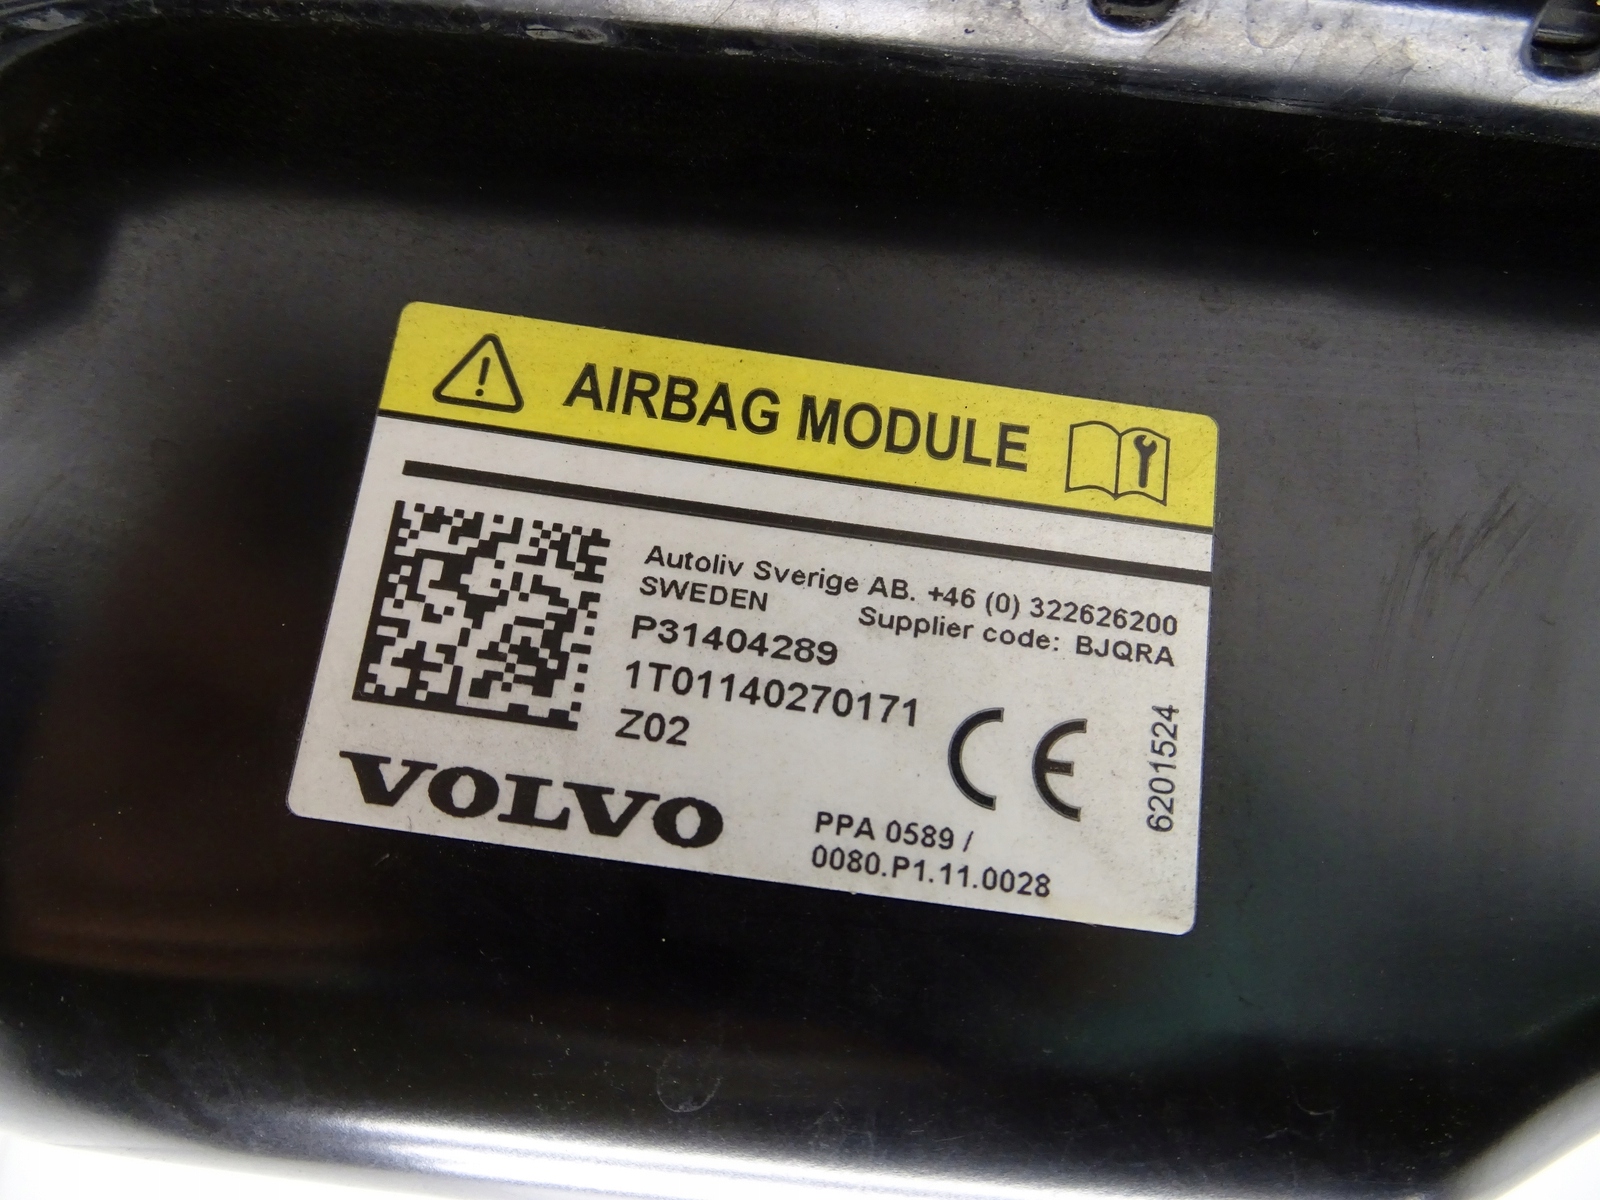 AIRBAG MODULE
Autoliv Sverige AB. +46 (0) 322626200
SWEDEN Supplier code: BJQRA
P31404289
1T01140270171
Z02
VOLVO
CE
PPA 0589 /
0080.P1.11.0028
6201524